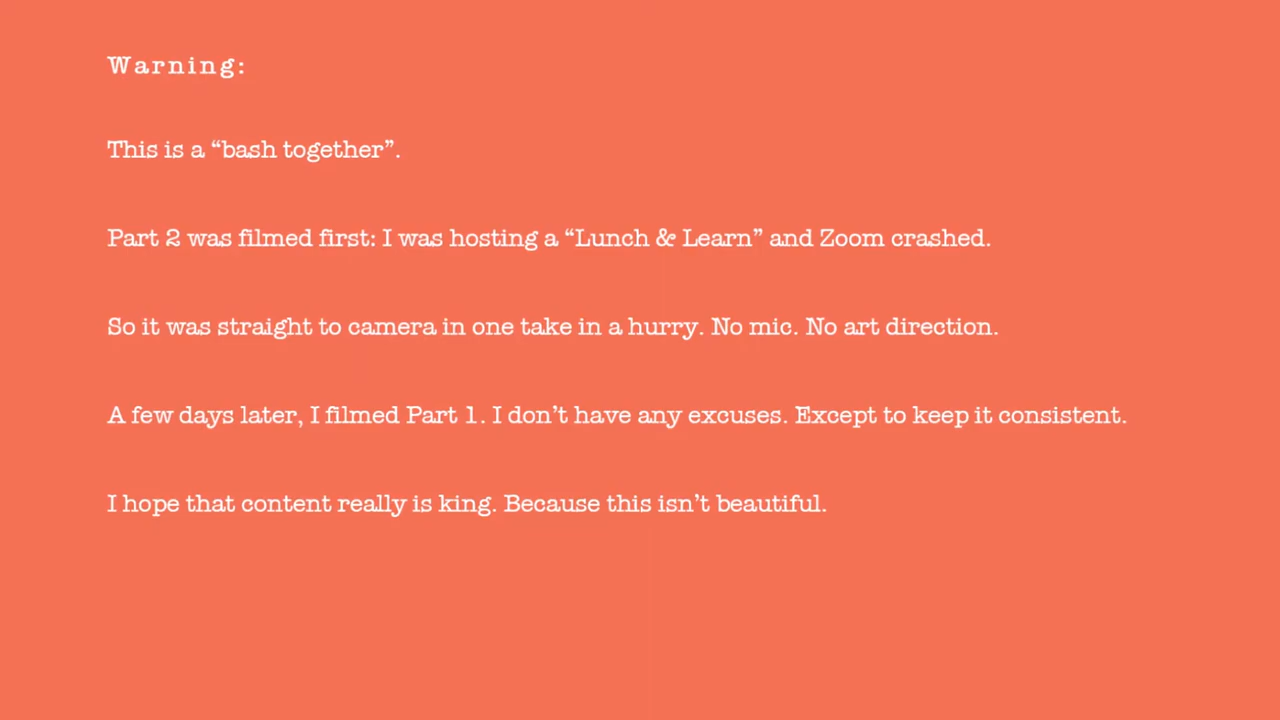 Warning:
This is a “bash together”.
Part 2 was filmed first: I was hosting a “Lunch & Learn” and Zoom crashed.
So it was straight to camera in one take in a hurry. No mic. No art direction.
A few days later, I filmed Part 1. I don’t have any excuses. Except to keep it consistent.
I hope that content really is king. Because this isn’t beautiful.